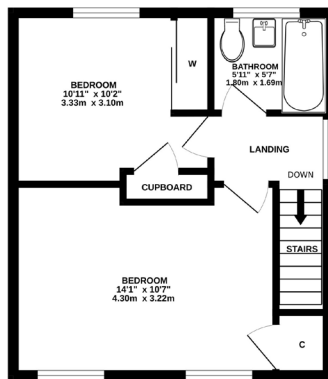 BEDROOM
10'11" x 10'2"
3.33m x 3.10m
W
BATHROOM
5'11" x 5'7"
1.80m x 1.69m
LANDING
DOWN
CUPBOARD
STAIRS
BEDROOM
14'1" x 10'7"
4.30m x 3.22m
C